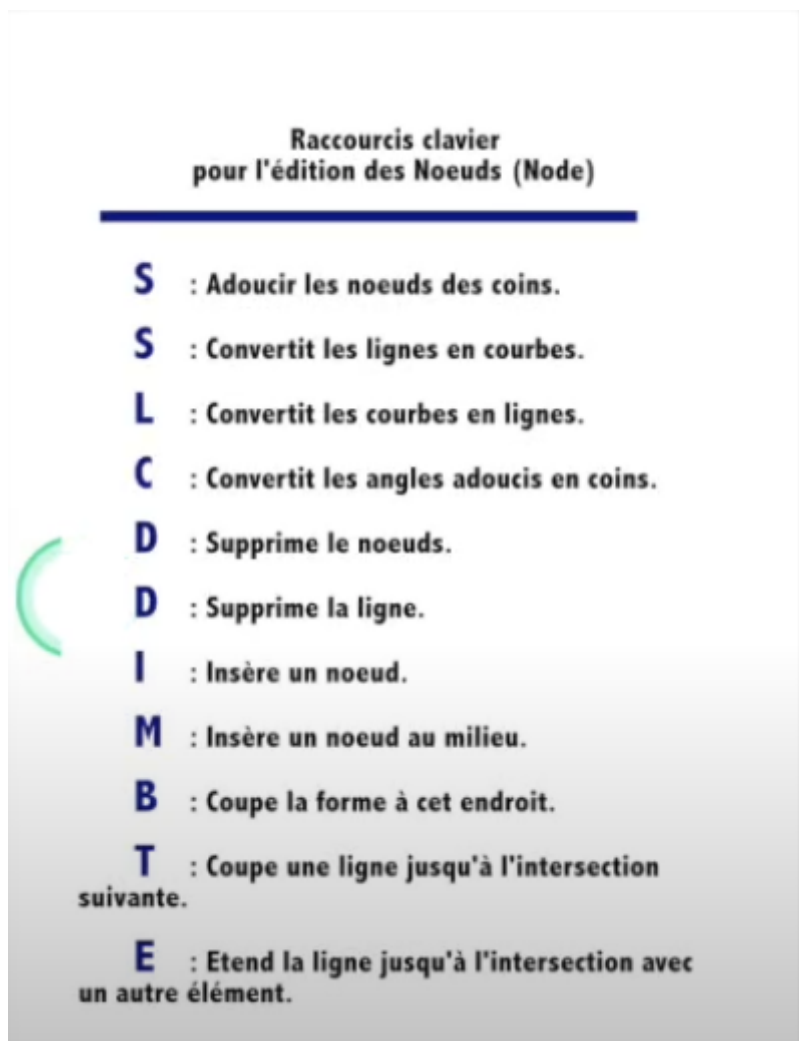 Raccourcis clavier
pour l'édition des Noeuds (Node)
S : Adoucir les noeuds des coins.
S : Convertit les lignes en courbes.
L : Convertit les courbes en lignes.
C : Convertit les angles adoucis en coins.
D : Supprime le noeuds.
D : Supprime la ligne.
I : Insère un noeud.
M : Insère un noeud au milieu.
B : Coupe la forme à cet endroit.
T : Coupe une ligne jusqu'à l'intersection
suivante.
E : Etend la ligne jusqu'à l'intersection avec
un autre élément.